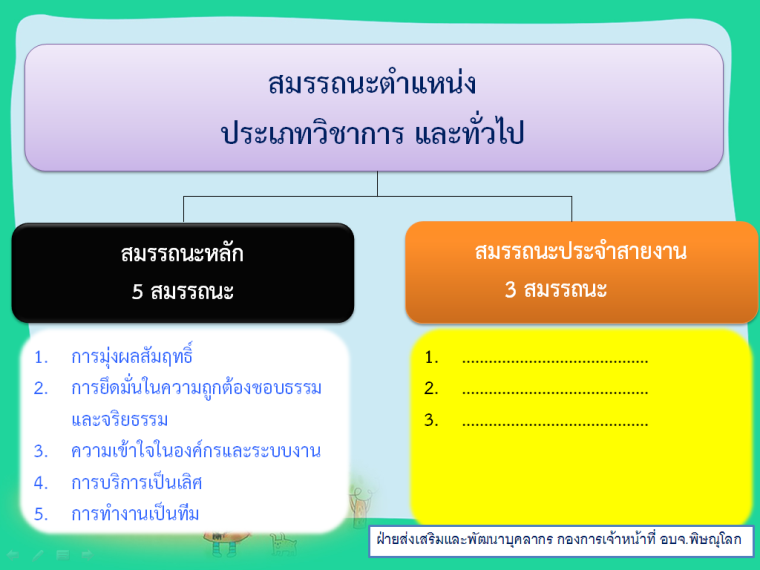 สมรรถนะตำแหน่ง
ประเภทวิชาการ และทั่วไป
สมรรถนะหลัก
5 สมรรถนะ
1. การมุ่งผลสัมฤทธิ์
2. การยึดมั่นในความถูกต้องชอบธรรม
และจริยธรรม
3. ความเข้าใจในองค์กรและระบบงาน
4. การบริการเป็นเลิศ
5. การทำงานเป็นทีม
สมรรถนะประจำสายงาน
3 สมรรถนะ
1. ..........................................
2. ..........................................
3. ..........................................
ฝ่ายส่งเสริมและพัฒนาบุคลากร กองการเจ้าหน้าที่ อบจ.พิษณุโลก